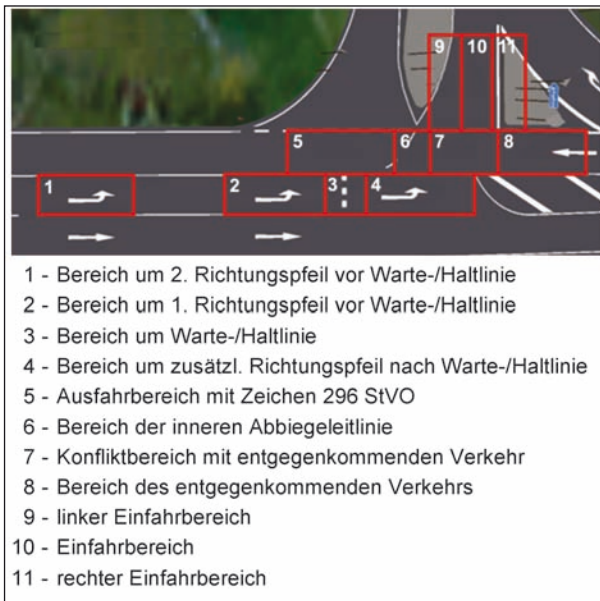 9 10 11
5 6 7 8
1 2 3 4
1 - Bereich um 2. Richtungspfeil vor Warte-/Haltlinie
2 - Bereich um 1. Richtungspfeil vor Warte-/Haltlinie
3 - Bereich um Warte-/Haltlinie
4 - Bereich um zusätzl. Richtungspfeil nach Warte-/Haltlinie
5 - Ausfahrbereich mit Zeichen 296 StVO
6 - Bereich der inneren Abbiegeleitlinie
7 - Konfliktbereich mit entgegenkommenden Verkehr
8 - Bereich des entgegenkommenden Verkehrs
9 - linker Einfahrbereich
10 - Einfahrbereich
11 - rechter Einfahrbereich